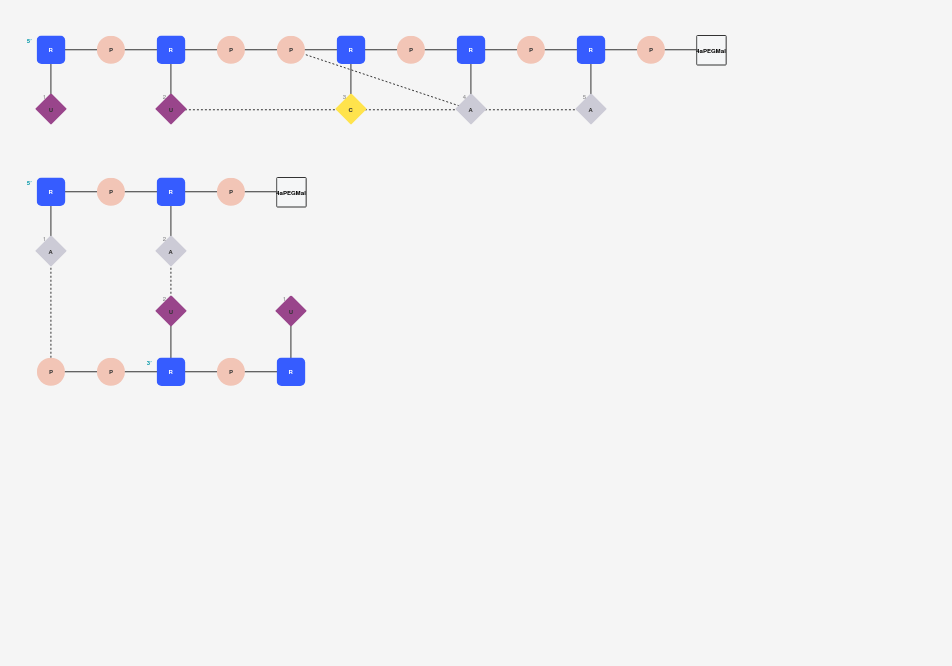 5' R P R P P R P R P R P 4aPEGMal
1 U 2 U 3 C 4 A 5 A
5' R P R P 4aPEGMal
1 A 2 A
2 U 1 U
P P 3' R P R